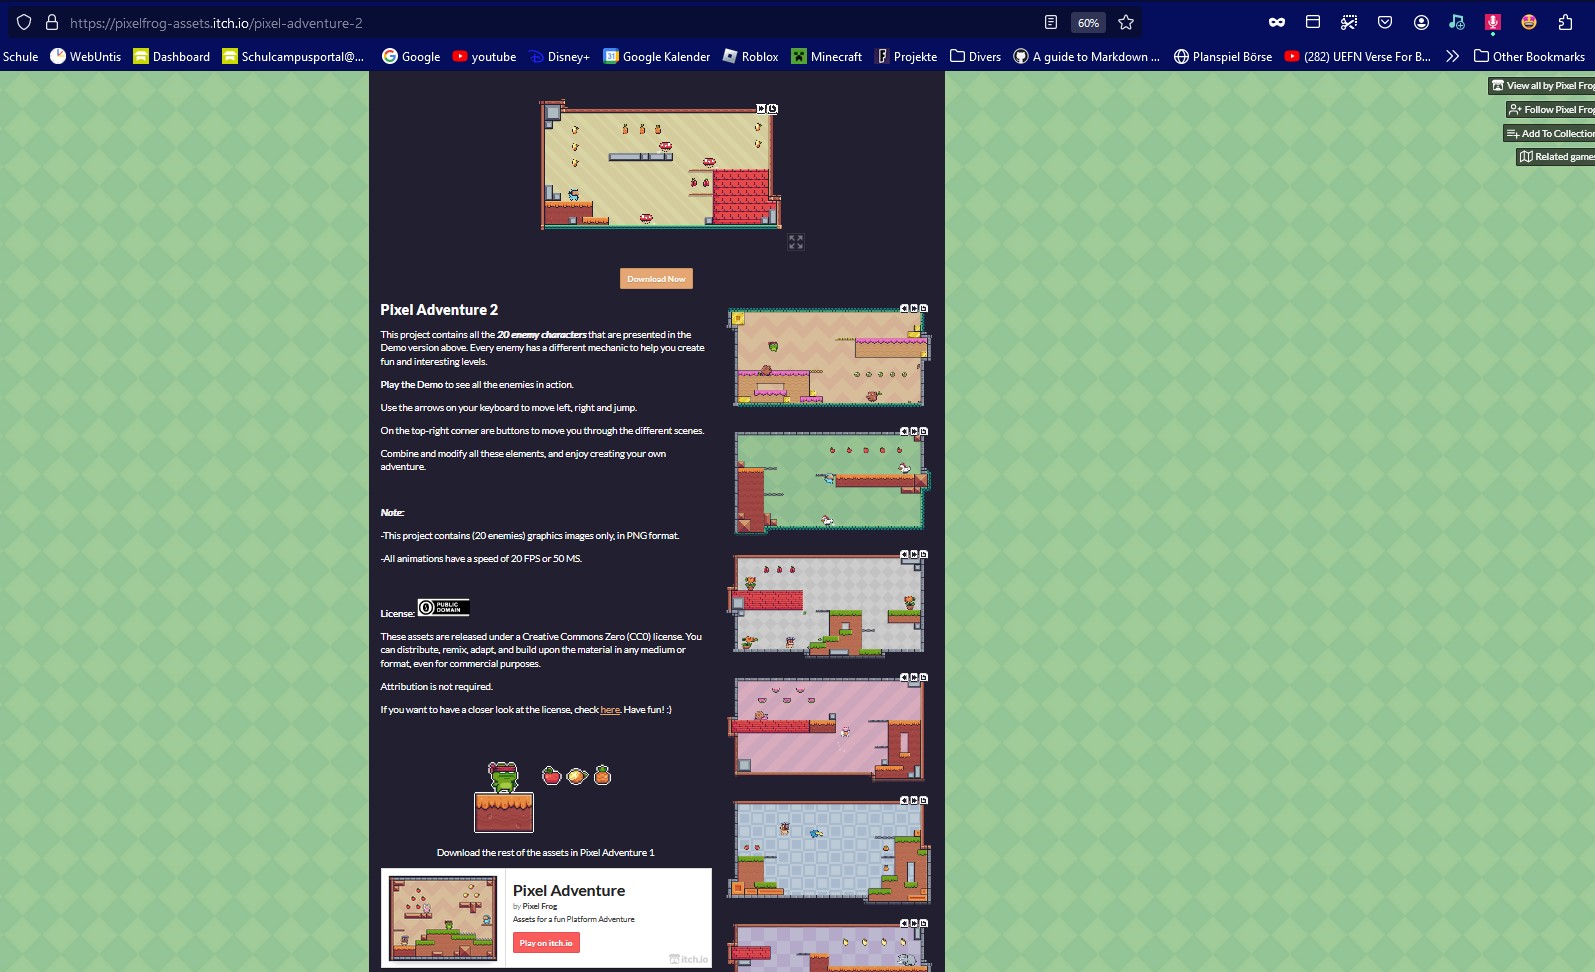 https://pixelfrog-assets.itch.io/pixel-adventure-2
60%
Schule
WebUntis
Dashboard
Schulcampusportal@...
Google
youtube
Disney+
Google Kalender
Roblox
Minecraft
Projekte
Divers
A guide to Markdown ...
Planspiel Börse
(282) UEFN Verse For B...
Other Bookmarks
View all by Pixel Frog
Follow Pixel Frog
Add To Collection
Related games
Download Now
Pixel Adventure 2
This project contains all the 20 enemy characters that are presented in the
Demo version above. Every enemy has a different mechanic to help you create
fun and interesting levels.
Play the Demo to see all the enemies in action.
Use the arrows on your keyboard to move left, right and jump.
On the top-right corner are buttons to move you through the different scenes.
Combine and modify all these elements, and enjoy creating your own
adventure.
Note:
-This project contains (20 enemies) graphics images only, in PNG format.
-All animations have a speed of 20 FPS or 50 MS.
License:
PUBLIC
DOMAIN
These assets are released under a Creative Commons Zero (CC0) license. You
can distribute, remix, adapt, and build upon the material in any medium or
format, even for commercial purposes.
Attribution is not required.
If you want to have a closer look at the license, check here. Have fun! :)
Download the rest of the assets in Pixel Adventure 1
Pixel Adventure
by Pixel Frog
Assets for a fun Platform Adventure
Play on itch.io
itch.io